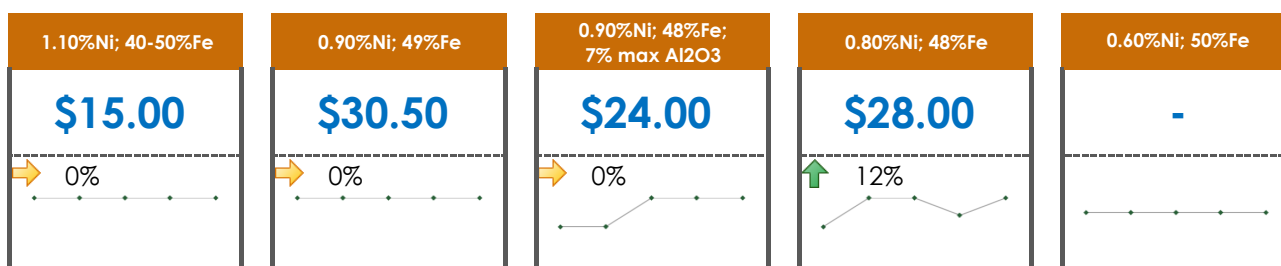 1.10%Ni; 40-50%Fe
$15.00
0%
0.90%Ni; 49%Fe
$30.50
0%
0.90%Ni; 48%Fe;
7% max Al2O3
$24.00
0%
0.80%Ni; 48%Fe
$28.00
12%
0.60%Ni; 50%Fe
-